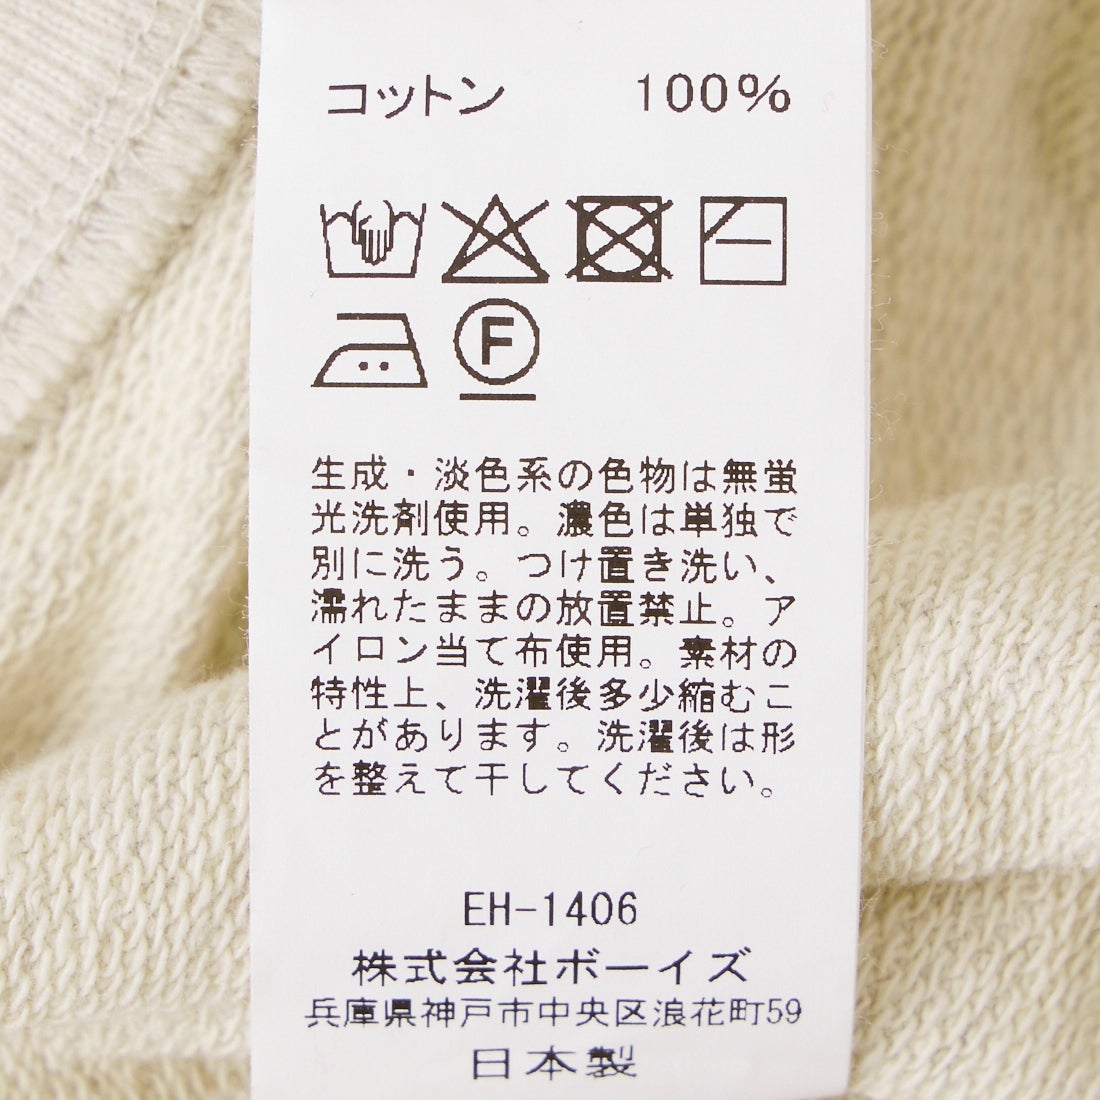 コットン 100%
F
生成・淡色系の色物は無蛍
光洗剤使用。濃色は単独で
別に洗う。つけ置き洗い、
濡れたままの放置禁止。ア
イロン当て布使用。素材の
特性上、洗濯後多少縮むこ
とがあります。洗濯後は形
を整えて干してください。
EH-1406
株式会社ボーイズ
兵庫県神戸市中央区浪花町59
日本製